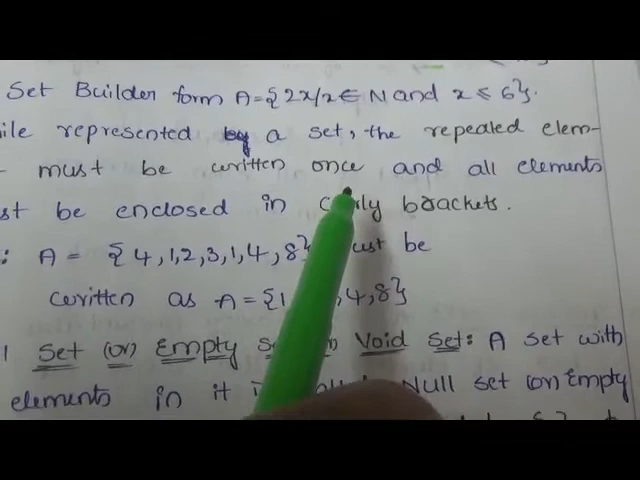 Set Builder form A={2x/x∈ N and x ≤ 6}.
ile represented by a set, the repeated elem-
must be written once and all elements
st be enclosed in curly brackets.
: A = {4,1,2,3,1,4,8} must be
written as A={1 ,4,8}
Set (or) Empty Void Set: A set with
elements in it Null set (or) Empty